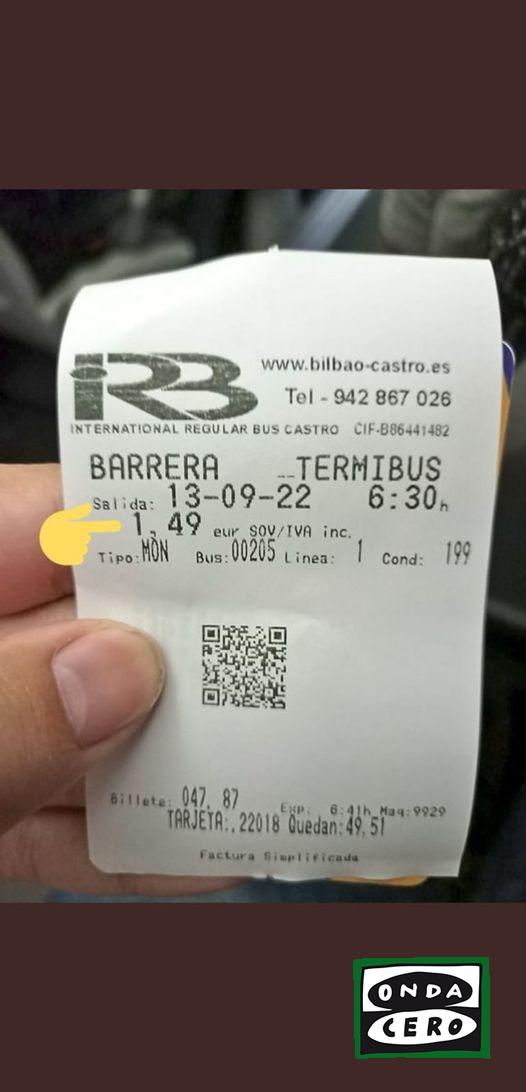 IRB
www.bilbao-castro.es
Tel - 942 867 026
INTERNATIONAL REGULAR BUS CASTRO CIF-B86441482
BARRERA __TERMIBUS
Salida: 13-09-22 6:30h
1,49 eur SOV/IVA inc.
Tipo:MÓN Bus:00205 Linea: 1 Cond: 199
Billete: 047, 87
Exp: 6:41h Maq:9929
TARJETA:,22018 Quedan:49,51
Factura Simplificada
ONDA
CERO